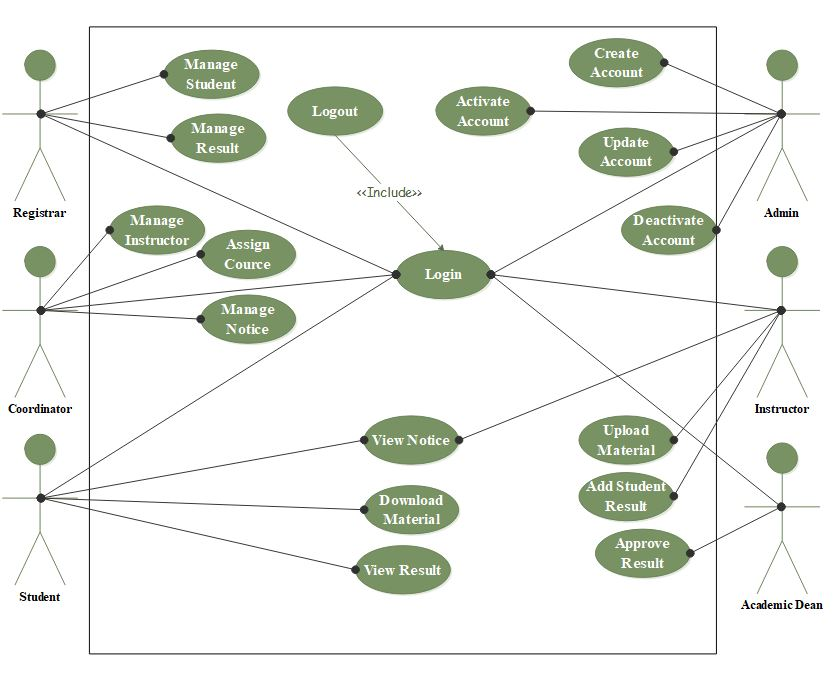 Create
Account
Manage
Student
Activate
Account
Logout
Manage
Result
Update
Account
<<Include>>
Registrar
Admin
Manage
Instructor
Deactivate
Account
Assign
Cource
Login
Manage
Notice
Coordinator
Instructor
View Notice
Upload
Material
Add Student
Result
Download
Material
Approve
Result
View Result
Student
Academic Dean